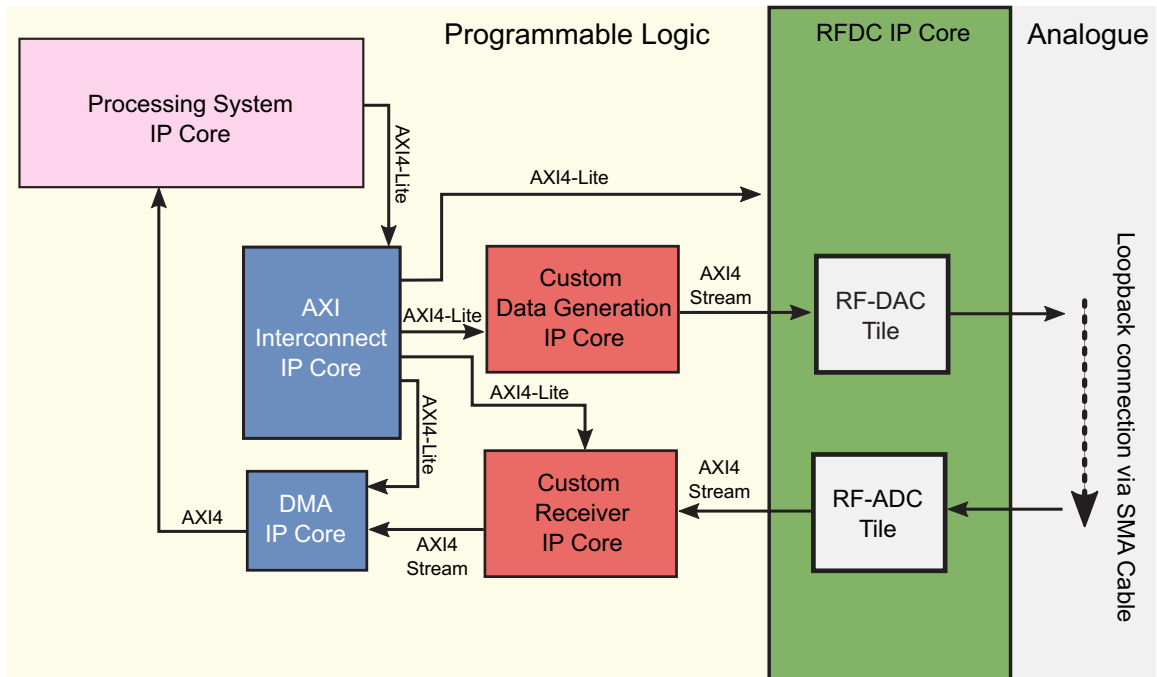 Programmable Logic
RFDC IP Core
Analogue
Processing System
IP Core
AXI4-Lite
AXI4-Lite
AXI
Interconnect
IP Core
AXI4-Lite
Custom
Data Generation
IP Core
AXI4
Stream
RF-DAC
Tile
Loopback connection via SMA Cable
AXI4-Lite
AXI4-Lite
DMA
IP Core
AXI4
AXI4
Stream
Custom
Receiver
IP Core
AXI4
Stream
RF-ADC
Tile